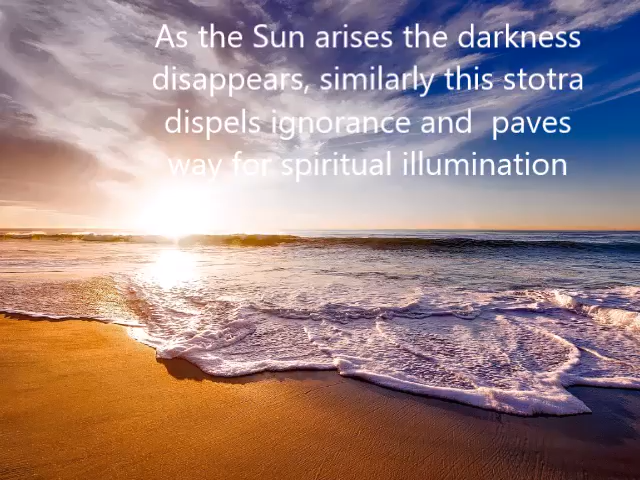 As the Sun arises the darkness
disappears, similarly this stotra
dispels ignorance and  paves
way for spiritual illumination